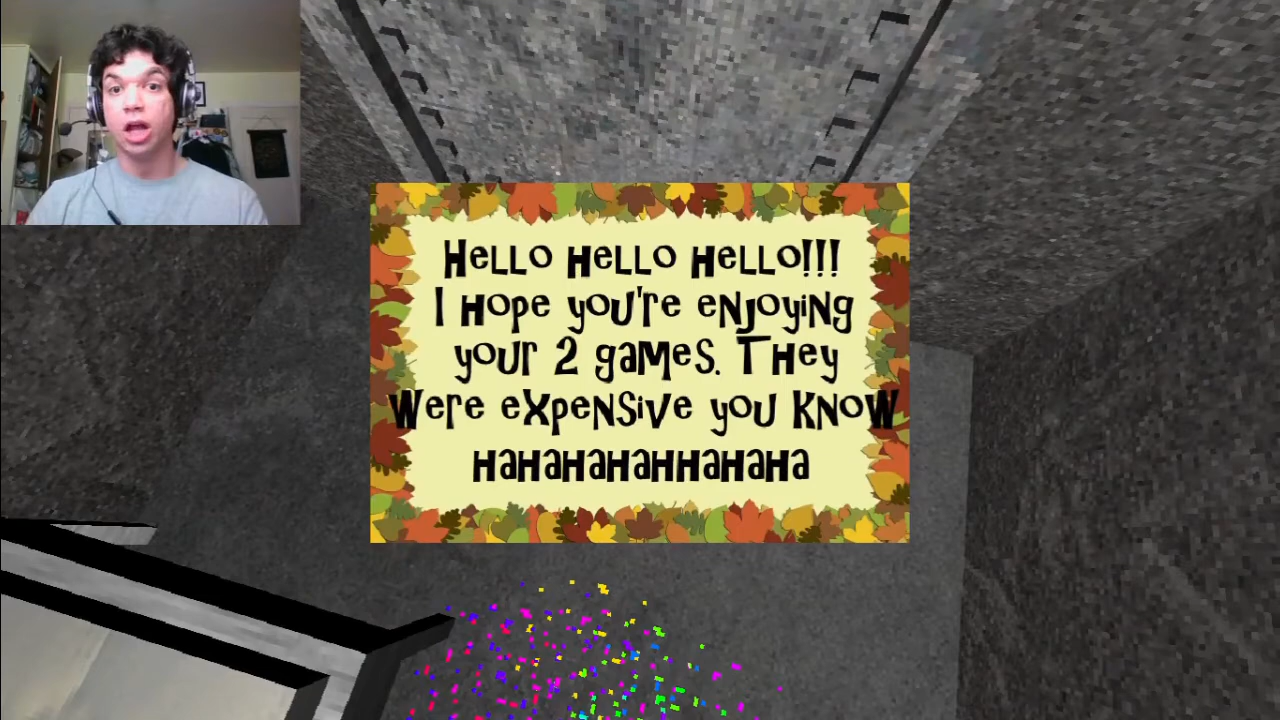 Hello Hello Hello!!!
I Hope you're enjoying
your 2 games. They
were expensive you know
HaHaHaHaHHaHaHa